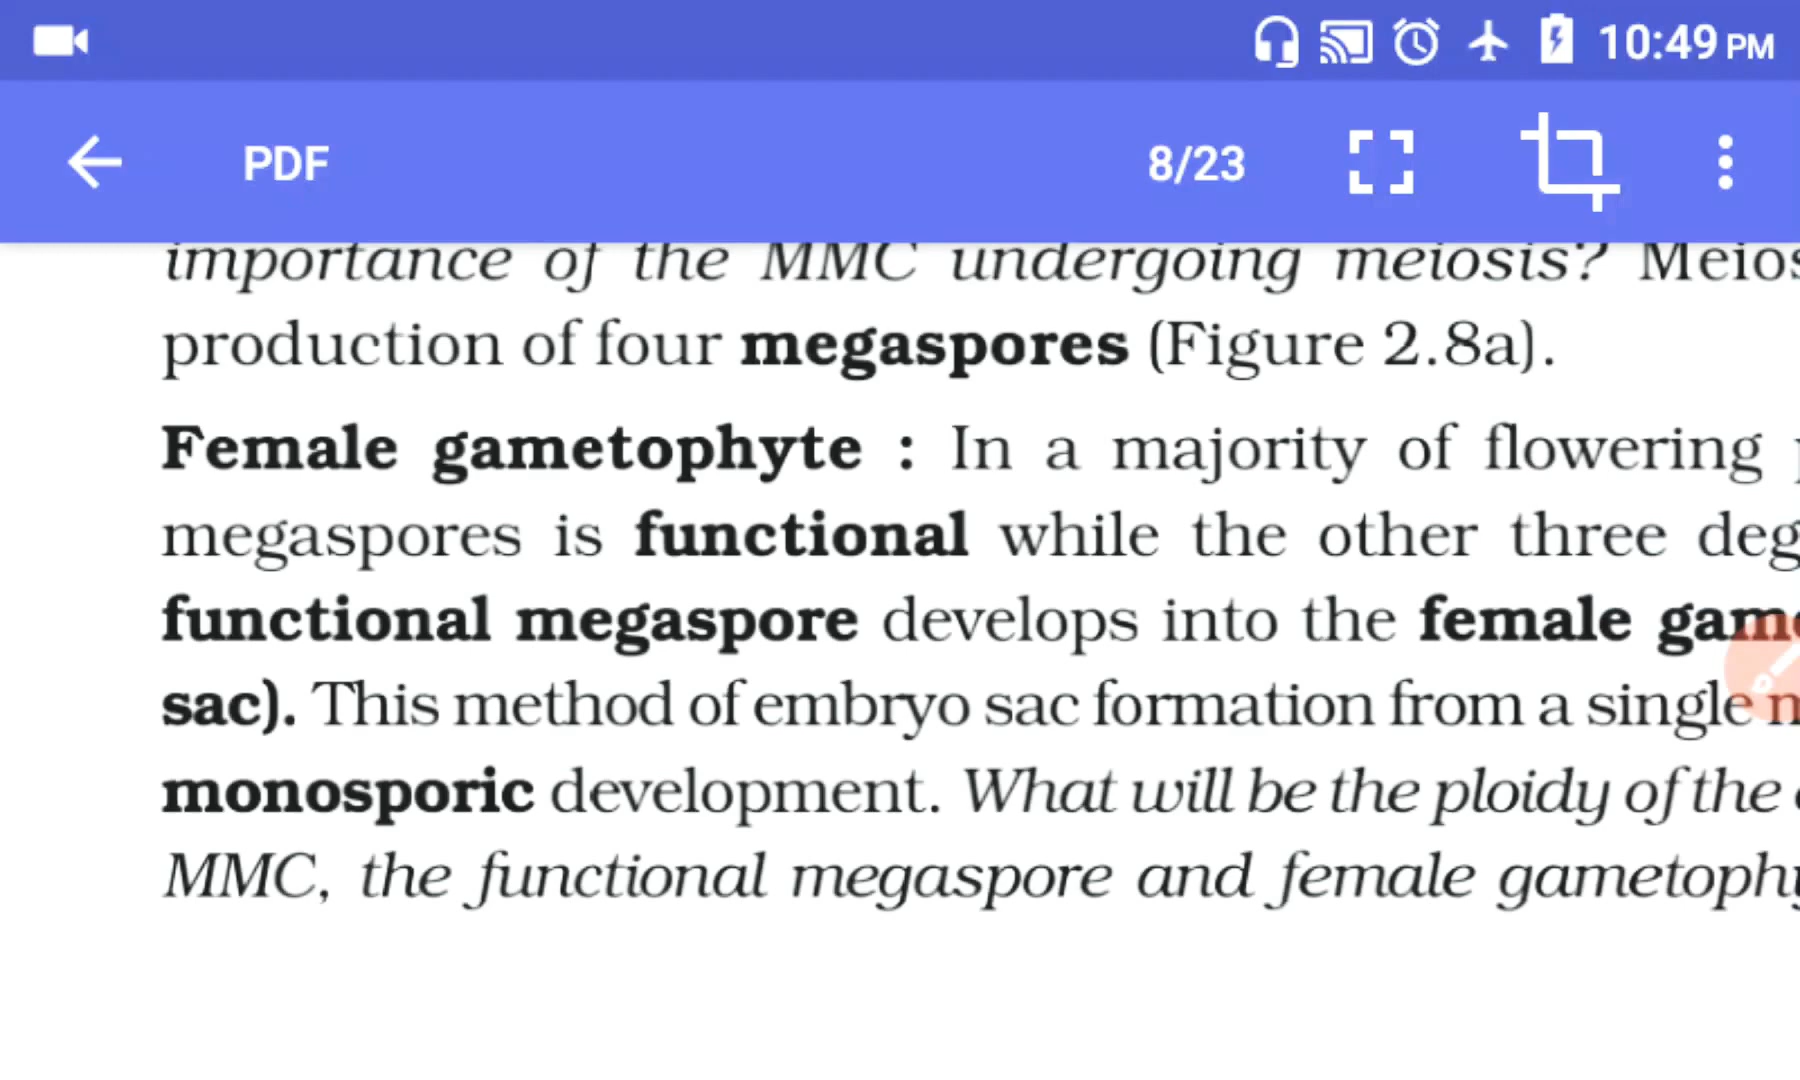 10:49 PM
PDF 8/23
importance of the MMC undergoing meiosis?
production of four megaspores (Figure 2.8a).
Female gametophyte : In a majority of flowering
megaspores is functional while the other three
functional megaspore develops into the female
sac). This method of embryo sac formation from a single
monosporic development. What will be the ploidy of the
MMC, the functional megaspore and female